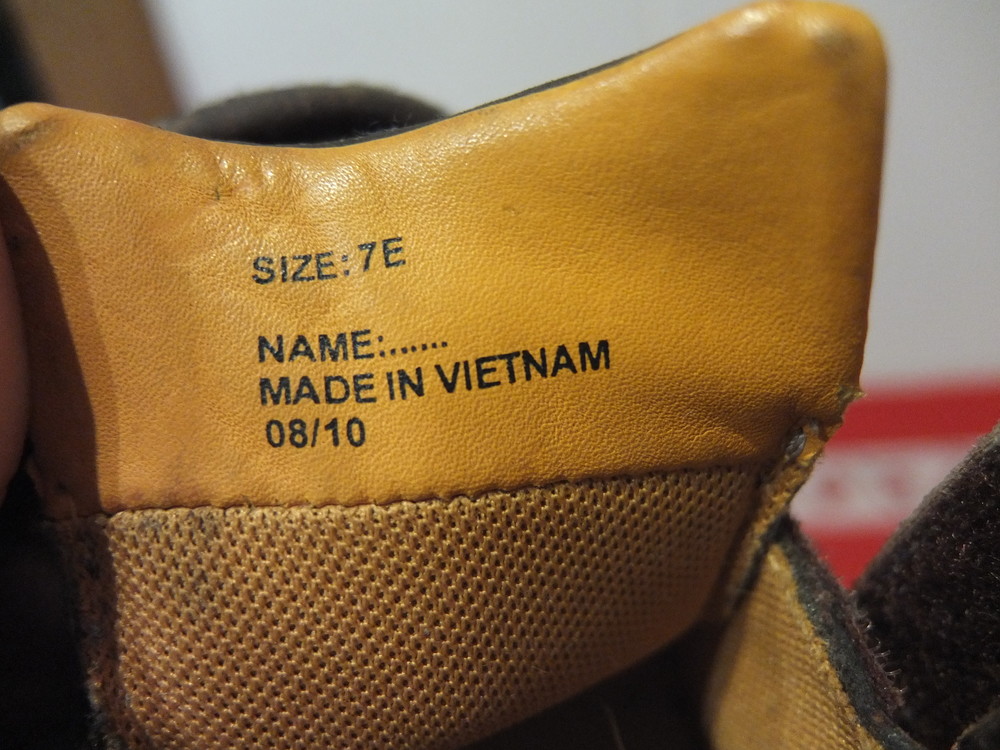 SIZE:7E
NAME:.......
MADE IN VIETNAM
08/10